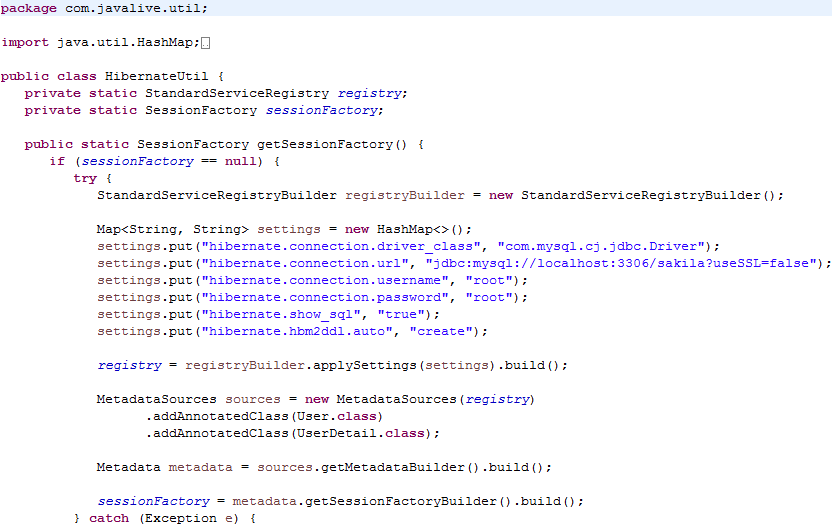 package com.javalive.util;
import java.util.HashMap;
public class HibernateUtil {
private static StandardServiceRegistry registry;
private static SessionFactory sessionFactory;
public static SessionFactory getSessionFactory() {
if (sessionFactory == null) {
try {
StandardServiceRegistryBuilder registryBuilder = new StandardServiceRegistryBuilder();
Map<String, String> settings = new HashMap<>();
settings.put("hibernate.connection.driver_class", "com.mysql.cj.jdbc.Driver");
settings.put("hibernate.connection.url", "jdbc:mysql://localhost:3306/sakila?useSSL=false");
settings.put("hibernate.connection.username", "root");
settings.put("hibernate.connection.password", "root");
settings.put("hibernate.show_sql", "true");
settings.put("hibernate.hbm2ddl.auto", "create");
registry = registryBuilder.applySettings(settings).build();
MetadataSources sources = new MetadataSources(registry)
.addAnnotatedClass(User.class)
.addAnnotatedClass(UserDetail.class);
Metadata metadata = sources.getMetadataBuilder().build();
sessionFactory = metadata.getSessionFactoryBuilder().build();
} catch (Exception e) {